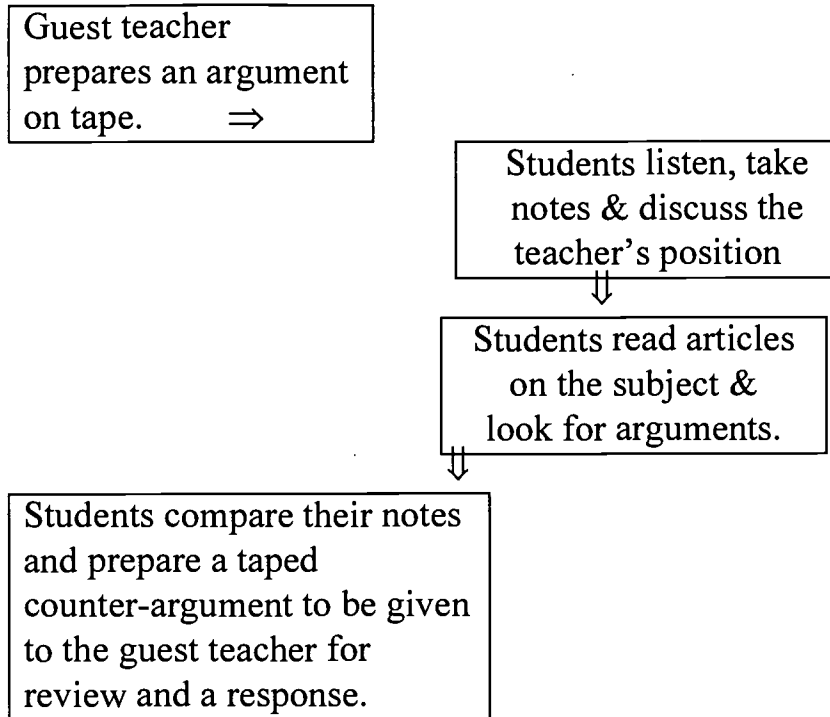 Guest teacher
prepares an argument
on tape. ⇒
Students listen, take
notes & discuss the
teacher's position
⇓
Students read articles
on the subject &
look for arguments.
⇓
Students compare their notes
and prepare a taped
counter-argument to be given
to the guest teacher for
review and a response.